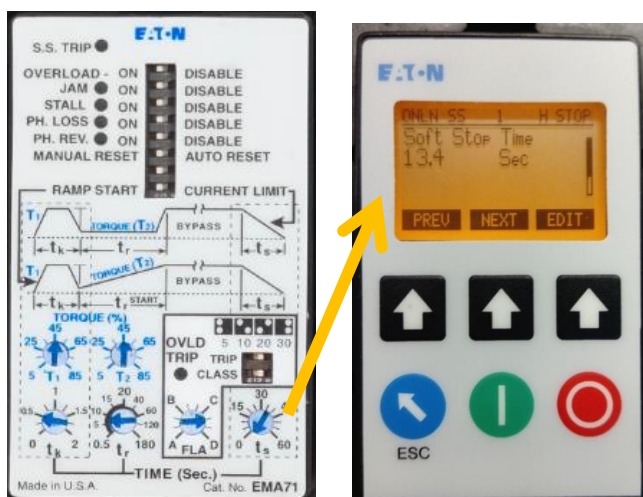 EATON
S.S. TRIP
OVERLOAD - ON DISABLE
JAM ON DISABLE
STALL ON DISABLE
PH. LOSS ON DISABLE
PH. REV. ON DISABLE
MANUAL RESET AUTO RESET
RAMP START CURRENT LIMIT
T1 TORQUE (T2) BYPASS
tk tr ts
T1 TORQUE (T2) BYPASS
tk tr START ts
TORQUE (%)
45 45
25 65 25 65
5 T1 85 5 T2 85
OVLD 5 10 20 30
TRIP TRIP
CLASS
1 20 30
0.5 1.5 10 15 40 60 120 B C 15
0 tk 2 0.5 tr 180 A FLA D 0 ts 60
TIME (Sec.)
Made in U.S.A. Cat. No. EMA71
EATON
ONLN SS 1 H STOP
Soft Stop Time
13.4 Sec
PREV NEXT EDIT
ESC